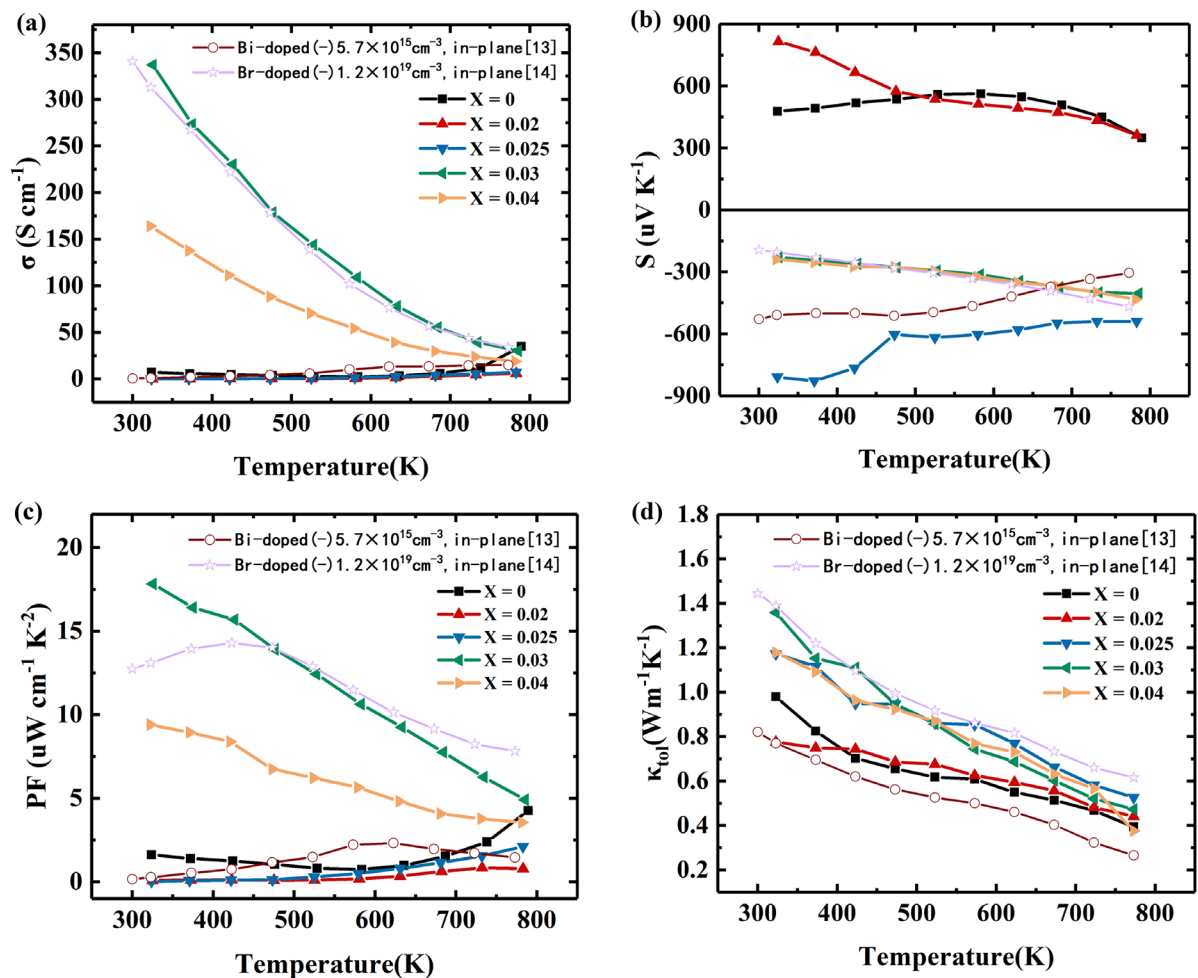 (a)
Bi-doped(-)5.7×10¹⁵cm⁻³, in-plane[13]
Br-doped(-)1.2×10¹⁹cm⁻³, in-plane[14]
X = 0
X = 0.02
X = 0.025
X = 0.03
X = 0.04
350
300
250
200
150
100
50
0
σ (S cm⁻¹)
300 400 500 600 700 800
Temperature(K)
(b)
900
600
300
0
-300
-600
-900
S (uV K⁻¹)
300 400 500 600 700 800
Temperature(K)
(c)
Bi-doped(-)5.7×10¹⁵cm⁻³, in-plane[13]
Br-doped(-)1.2×10¹⁹cm⁻³, in-plane[14]
X = 0
X = 0.02
X = 0.025
X = 0.03
X = 0.04
20
15
10
5
0
PF (uW cm⁻¹ K⁻²)
300 400 500 600 700 800
Temperature(K)
(d)
Bi-doped(-)5.7×10¹⁵cm⁻³, in-plane[13]
Br-doped(-)1.2×10¹⁹cm⁻³, in-plane[14]
X = 0
X = 0.02
X = 0.025
X = 0.03
X = 0.04
1.8
1.6
1.4
1.2
1.0
0.8
0.6
0.4
0.2
κtol(Wm⁻¹K⁻¹)
300 400 500 600 700 800
Temperature(K)